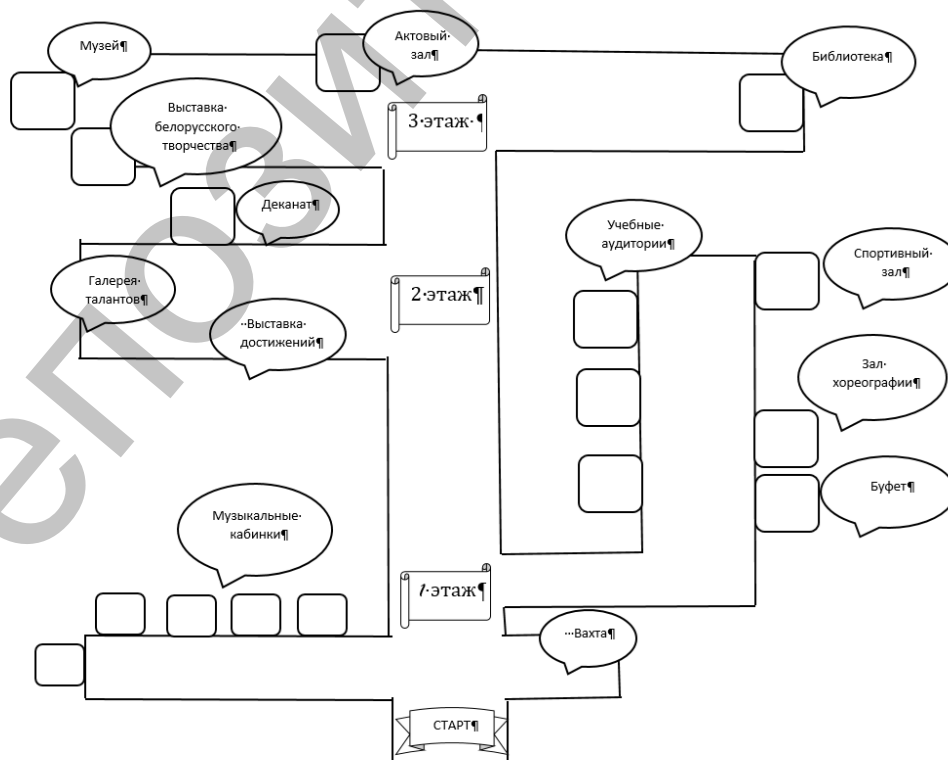 Музей¶
Актовый·
зал¶
Библиотека¶
Выставка·
белорусского·
творчества¶
3·этаж·¶
Деканат¶
Учебные·
аудитории¶
Спортивный·
зал¶
Галерея·
талантов¶
2·этаж¶
··Выставка·
достижений¶
Зал·
хореографии¶
Буфет¶
Музыкальные·
кабинки¶
1·этаж¶
···Вахта¶
СТАРТ¶